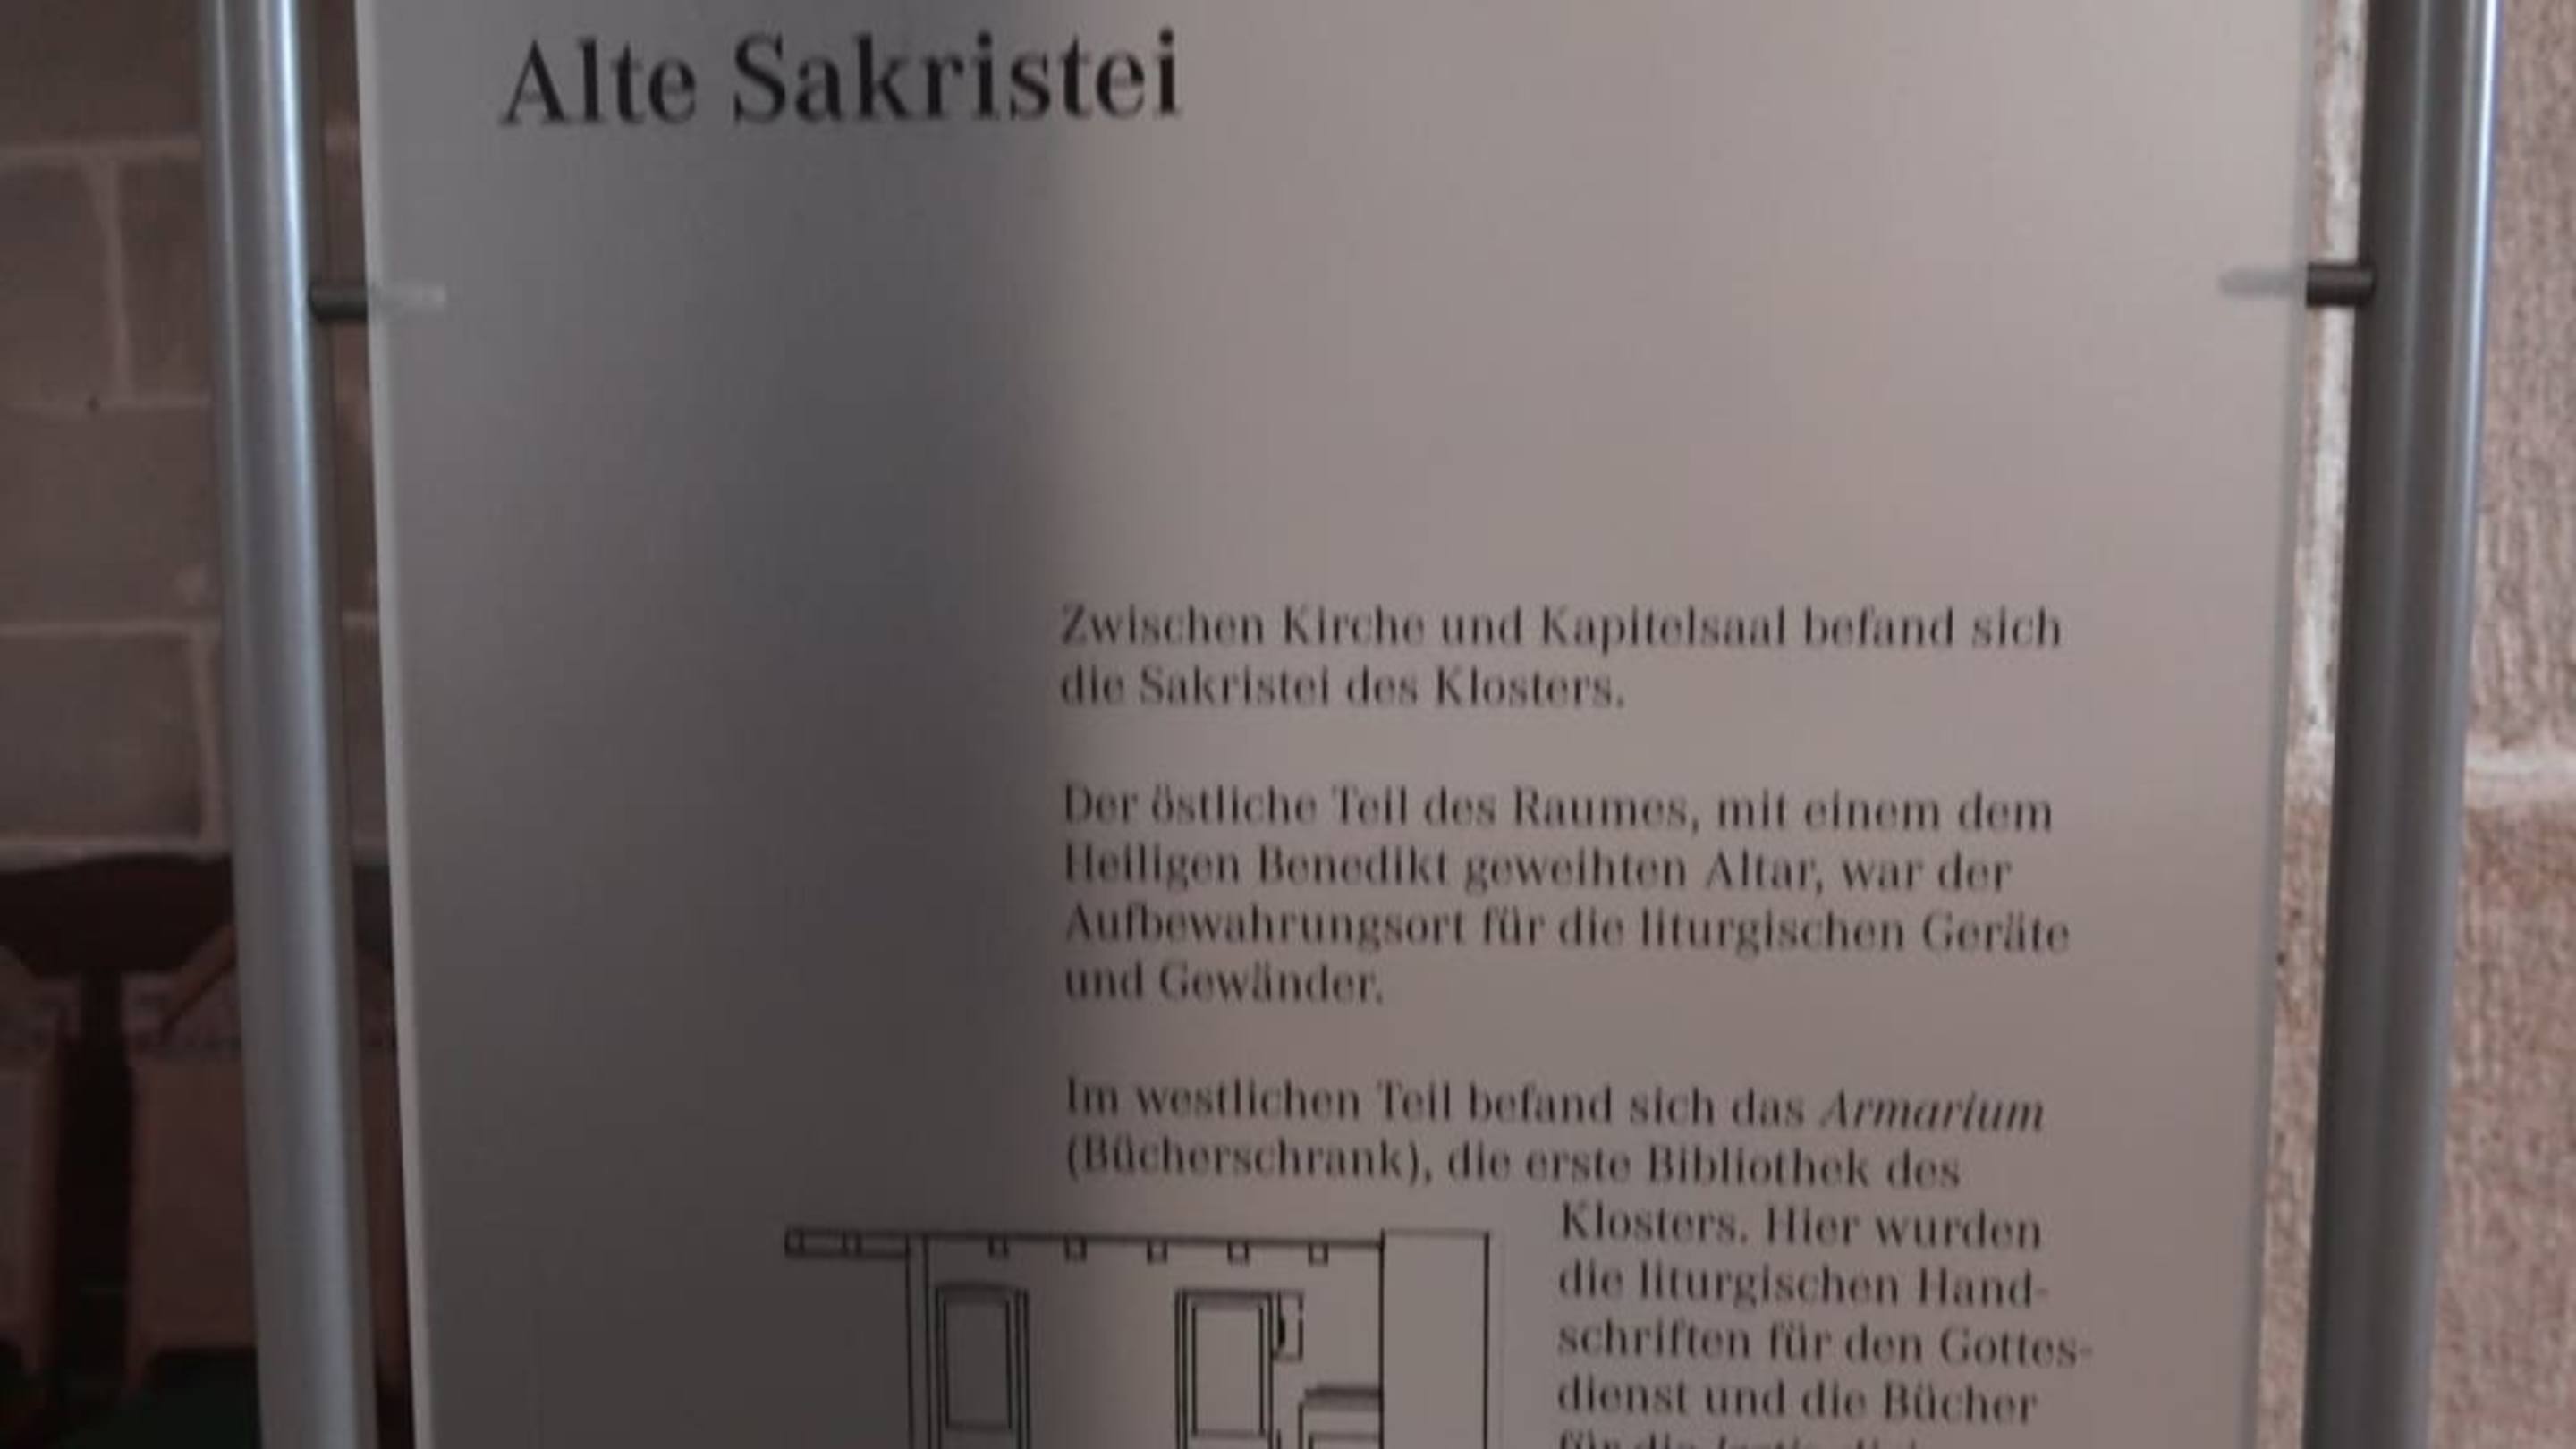 Alte Sakristei
Zwischen Kirche und Kapitelsaal befand sich
die Sakristei des Klosters.
Der östliche Teil des Raumes, mit einem dem
Heiligen Benedikt geweihten Altar, war der
Aufbewahrungsort für die liturgischen Geräte
und Gewänder.
Im westlichen Teil befand sich das Armarium
(Bücherschrank), die erste Bibliothek des
Klosters. Hier wurden
die liturgischen Hand-
schriften für den Gottes-
dienst und die Bücher
für die